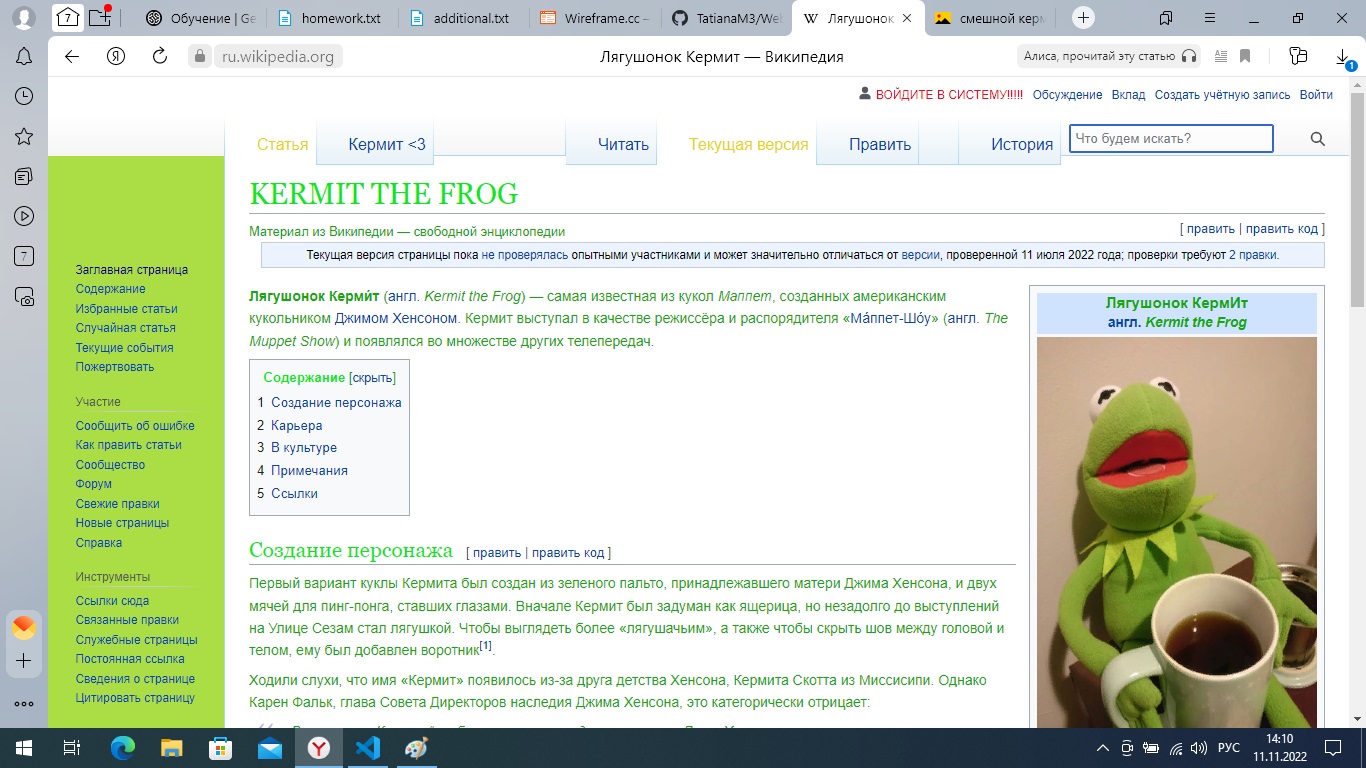 Обучение | Ge
homework.txt
additional.txt
Wireframe.cc –
TatianaM3/Wel
Лягушонок
смешной керм
ru.wikipedia.org
Лягушонок Кермит — Википедия
Алиса, прочитай эту статью
1
7
ВОЙДИТЕ В СИСТЕМУ!!!!! Обсуждение Вклад Создать учётную запись Войти
Статья Кермит <3 Читать Текущая версия Править История Что будем искать?
KERMIT THE FROG
Материал из Википедии — свободной энциклопедии
[ править | править код ]
Текущая версия страницы пока не проверялась опытными участниками и может значительно отличаться от версии, проверенной 11 июля 2022 года; проверки требуют 2 правки.
Заглавная страница
Содержание
Избранные статьи
Случайная статья
Текущие события
Пожертвовать
Участие
Сообщить об ошибке
Как править статьи
Сообщество
Форум
Свежие правки
Новые страницы
Справка
Инструменты
Ссылки сюда
Связанные правки
Служебные страницы
Постоянная ссылка
Сведения о странице
Цитировать страницу
Лягушонок Керми́т (англ. Kermit the Frog) — самая известная из кукол Маппет, созданных американским
кукольником Джимом Хенсоном. Кермит выступал в качестве режиссёра и распорядителя «Ма́ппет-Шо́у» (англ. The
Muppet Show) и появлялся во множестве других телепередач.
Лягушонок КермИт
англ. Kermit the Frog
Содержание [скрыть]
1 Создание персонажа
2 Карьера
3 В культуре
4 Примечания
5 Ссылки
Создание персонажа [ править | править код ]
Первый вариант куклы Кермита был создан из зеленого пальто, принадлежавшего матери Джима Хенсона, и двух
мячей для пинг-понга, ставших глазами. Вначале Кермит был задуман как ящерица, но незадолго до выступлений
на Улице Сезам стал лягушкой. Чтобы выглядеть более «лягушачьим», а также чтобы скрыть шов между головой и
телом, ему был добавлен воротник[1].
Ходили слухи, что имя «Кермит» появилось из-за друга детства Хенсона, Кермита Скотта из Миссисипи. Однако
Карен Фальк, глава Совета Директоров наследия Джима Хенсона, это категорически отрицает:
РУС
14:10
11.11.2022